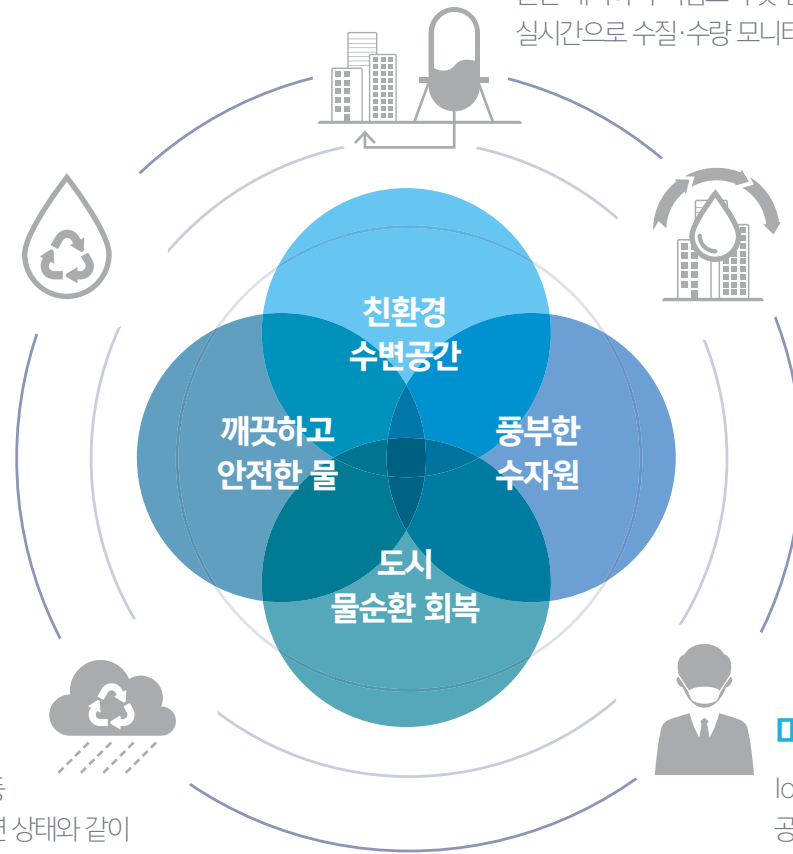 실시간으로 수질·수량 모니터
친환경
수변공간
깨끗하고
안전한 물
풍부한
수자원
도시
물순환 회복
상태와 같이